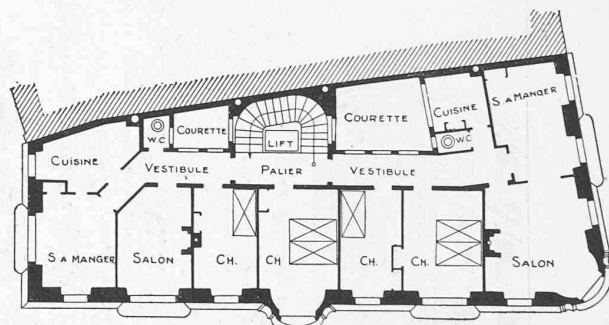 CUISINE
W.C
COURETTE
LIFT
COURETTE
CUISINE
W.C
S A MANGER
VESTIBULE
PALIER
VESTIBULE
S A MANGER
SALON
CH.
CH
CH.
CH.
SALON